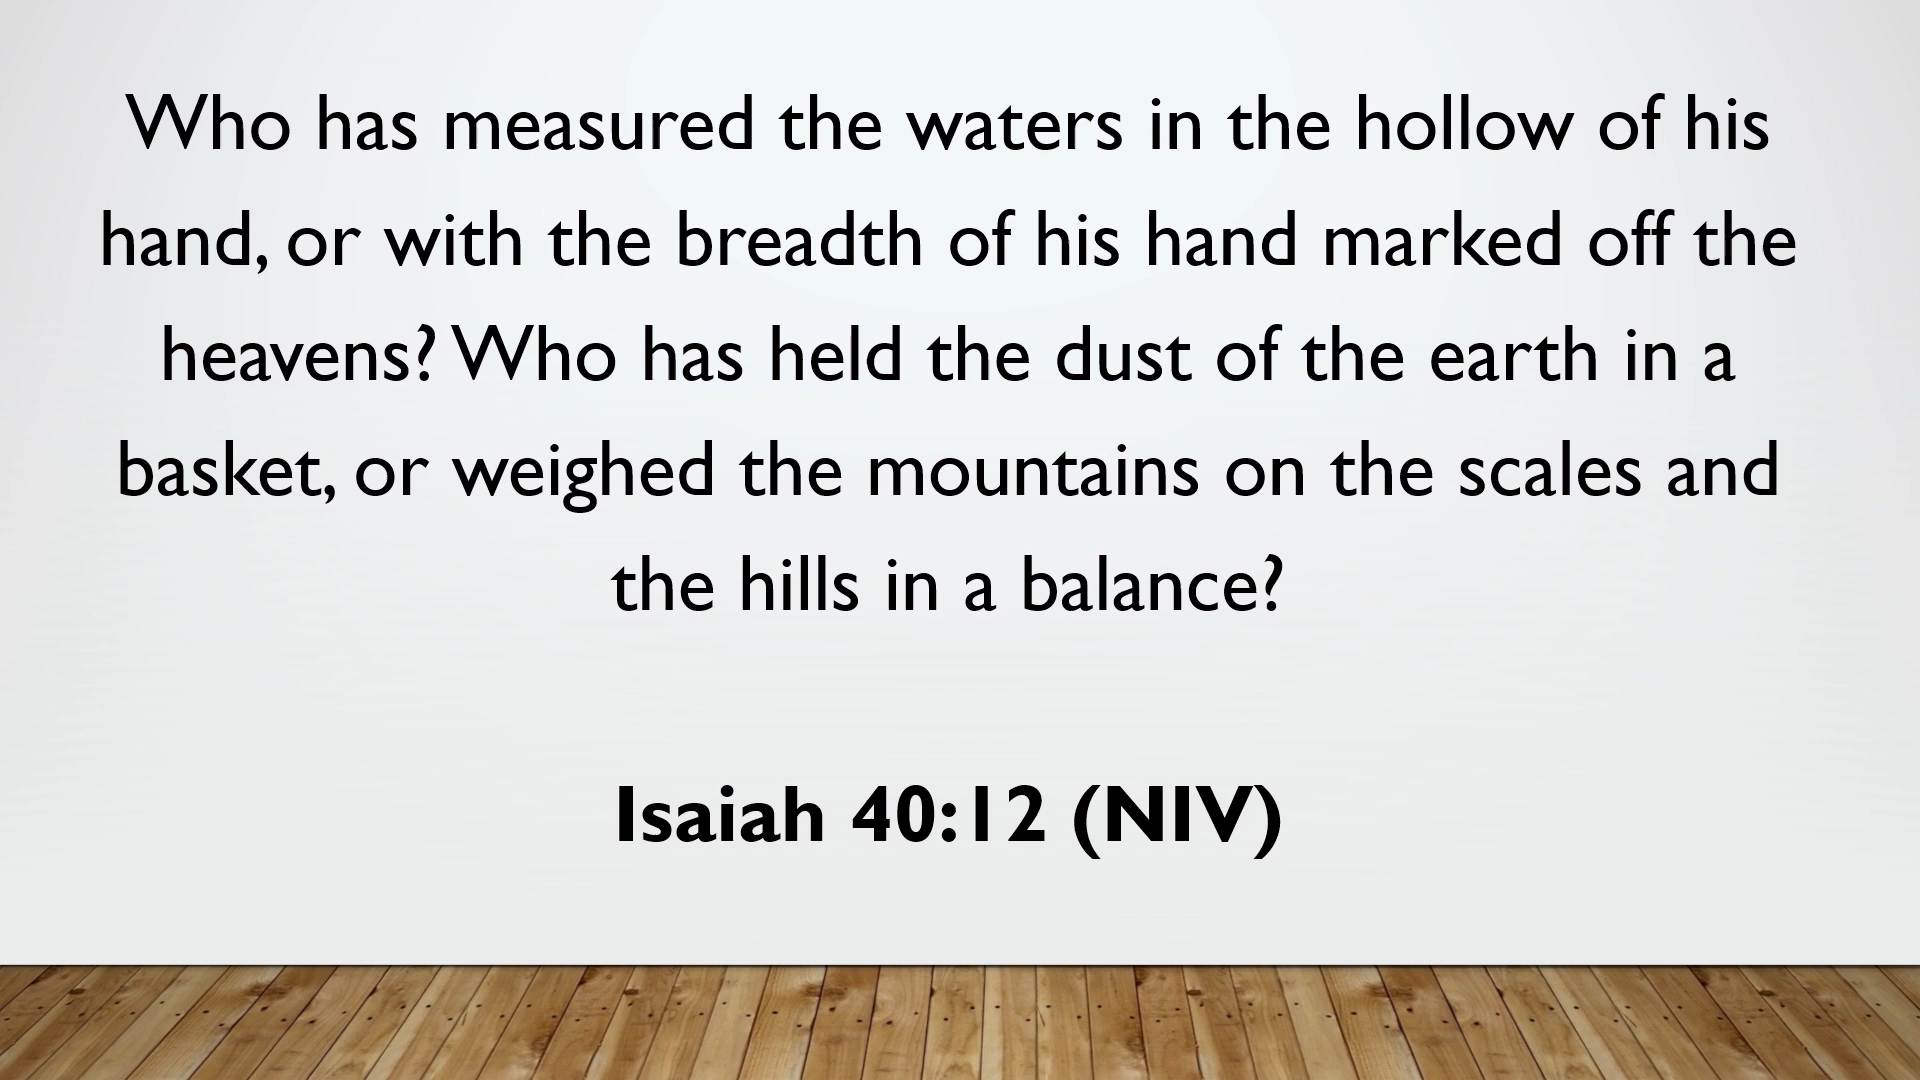 Who has measured the waters in the hollow of his
hand, or with the breadth of his hand marked off the
heavens? Who has held the dust of the earth in a
basket, or weighed the mountains on the scales and
the hills in a balance?
Isaiah 40:12 (NIV)